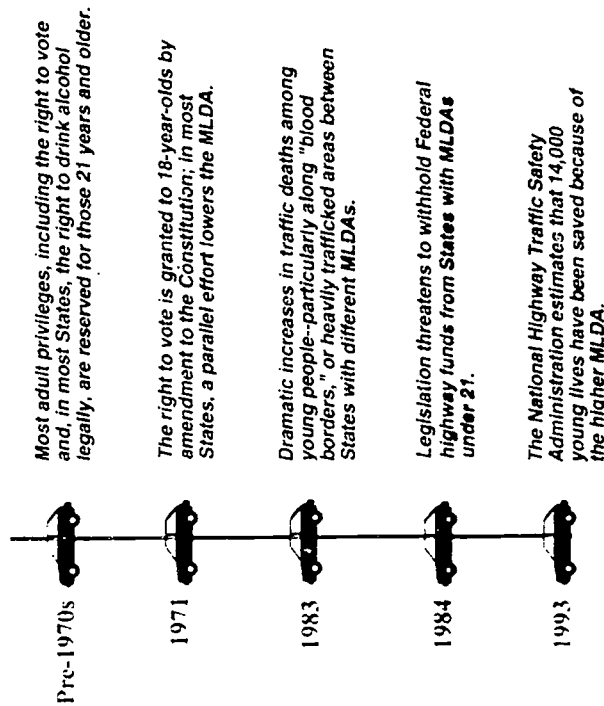 Pre-1970s
Most adult privileges, including the right to vote
and, in most States, the right to drink alcohol
legally, are reserved for those 21 years and older.
1971
The right to vote is granted to 18-year-olds by
amendment to the Constitution; in most
States, a parallel effort lowers the MLDA.
1983
Dramatic increases in traffic deaths among
young people--particularly along "blood
borders," or heavily trafficked areas between
States with different MLDAs.
1984
Legislation threatens to withhold Federal
highway funds from States with MLDAs
under 21.
1993
The National Highway Traffic Safety
Administration estimates that 14,000
young lives have been saved because of
the higher MLDA.